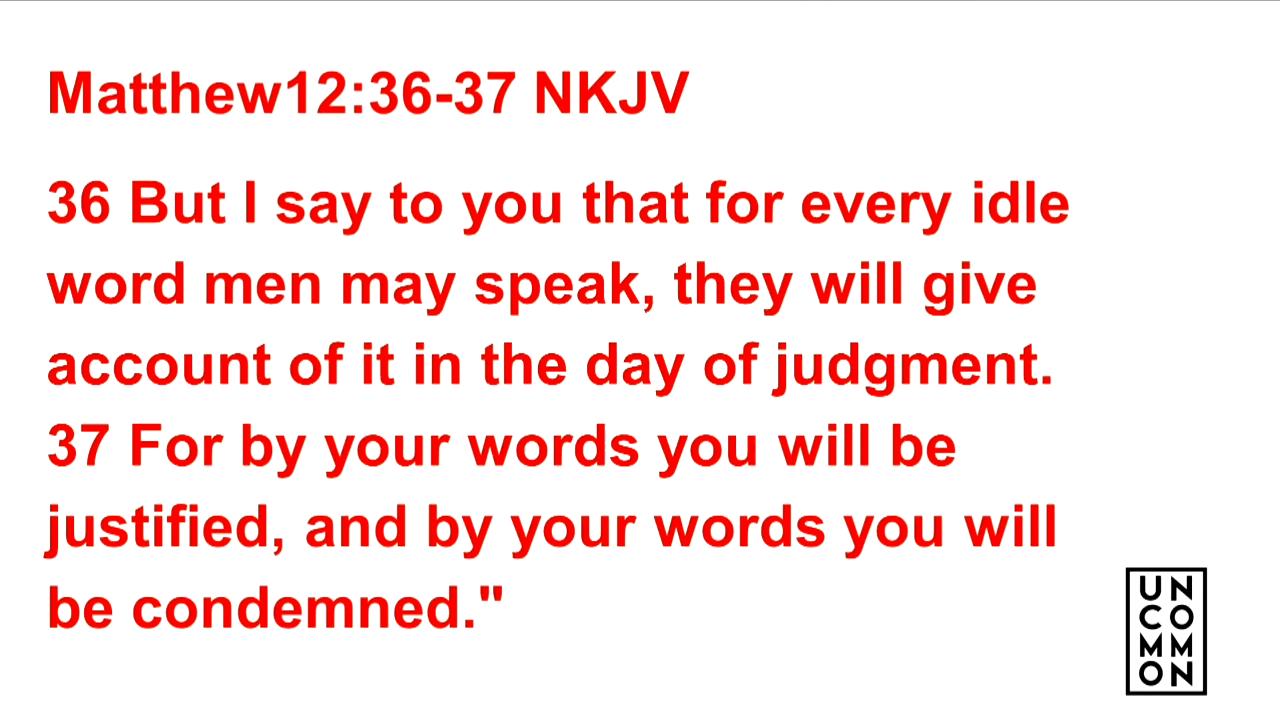 Matthew12:36-37 NKJV
36 But I say to you that for every idle
word men may speak, they will give
account of it in the day of judgment.
37 For by your words you will be
justified, and by your words you will
be condemned."
UN
CO
MM
ON